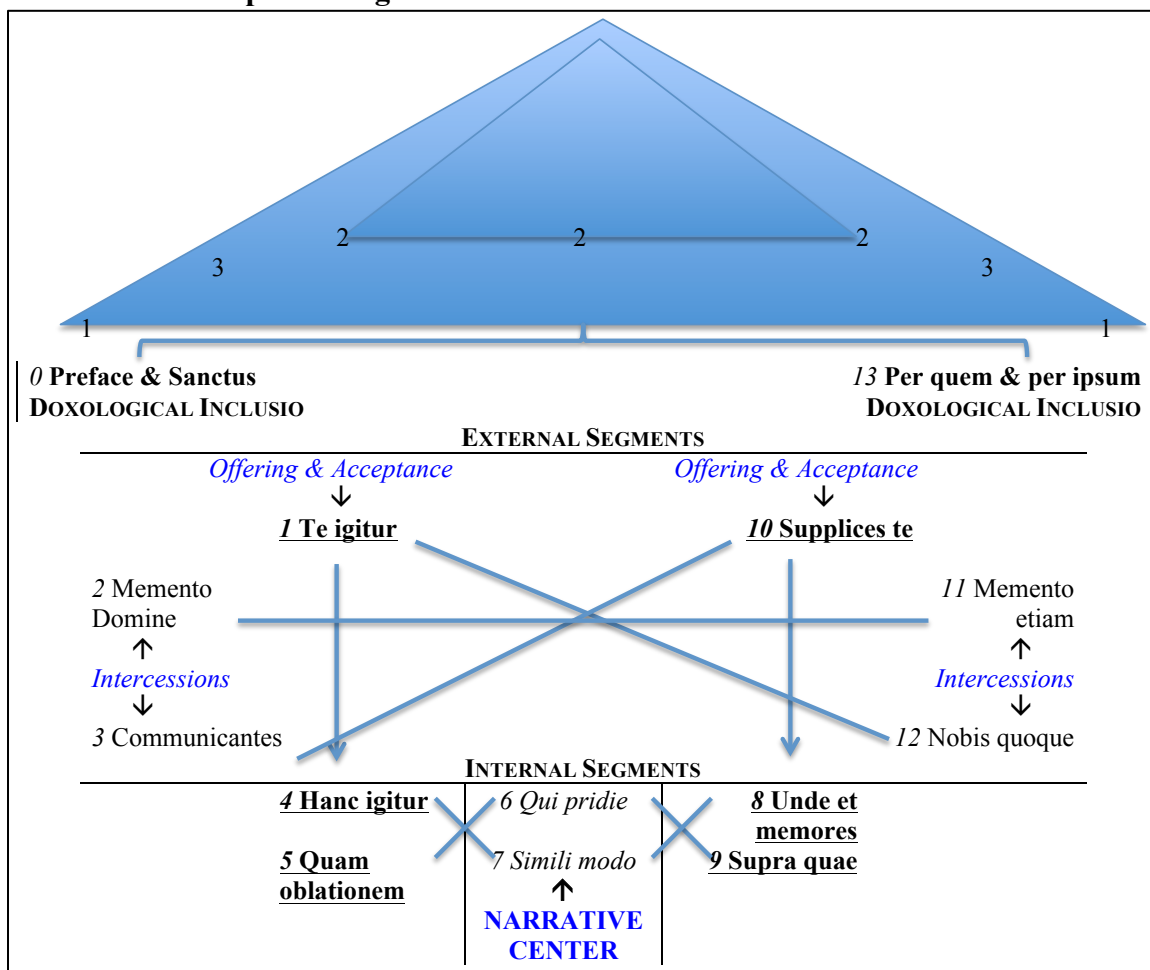 2 2 2
3 3
1 1
0 Preface & Sanctus 13 Per quem & per ipsum
DOXOLOGICAL INCLUSIO DOXOLOGICAL INCLUSIO
EXTERNAL SEGMENTS
Offering & Acceptance Offering & Acceptance
1 Te igitur 10 Supplices te
2 Memento
Domine
11 Memento
etiam
Intercessions Intercessions
3 Communicantes 12 Nobis quoque
INTERNAL SEGMENTS
4 Hanc igitur 6 Qui pridie 8 Unde et
memores
5 Quam
oblationem
7 Simili modo 9 Supra quae
NARRATIVE
CENTER